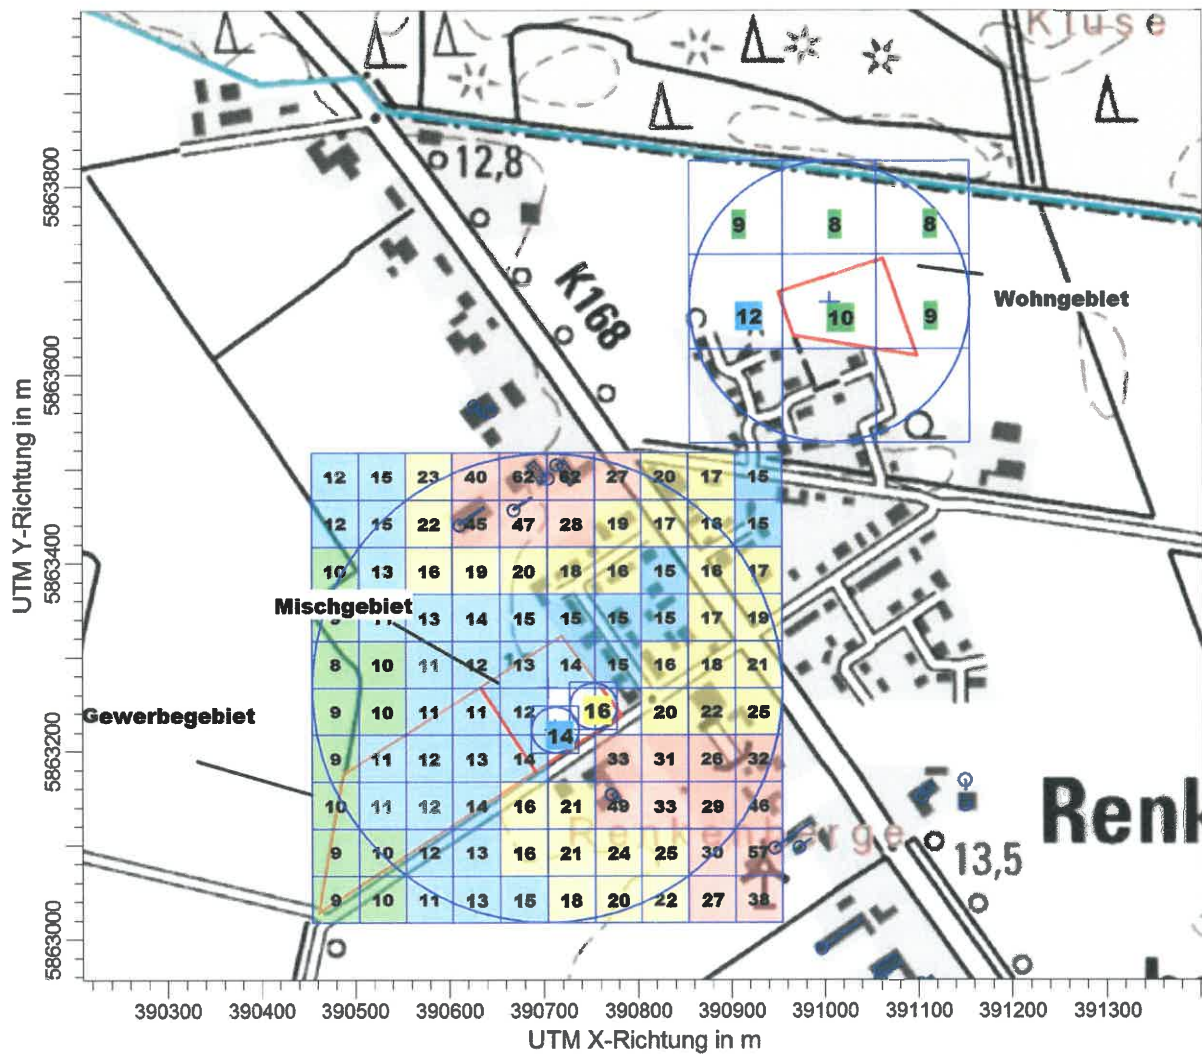 Kluse
12,8
K168
9 8 8
Wohngebiet
12 10 9
12 15 23 40 62 62 27 20 17 15
12 15 22 45 47 28 19 17 18 15
10 13 16 19 20 18 16 15 16 17
Mischgebiet
9 11 13 14 15 15 15 15 17 19
8 10 11 12 13 14 15 16 18 21
Gewerbegebiet
9 10 11 11 12 16 20 22 25
14
9 11 12 13 14 33 31 26 32
10 11 12 14 16 21 49 33 29 46
Renkenberge
Renk
9 10 12 13 16 21 24 25 30 57
13,5
9 10 11 13 15 18 20 22 27 38
5863800
5863600
5863400
5863200
5863000
UTM Y-Richtung in m
390300 390400 390500 390600 390700 390800 390900 391000 391100 391200 391300
UTM X-Richtung in m